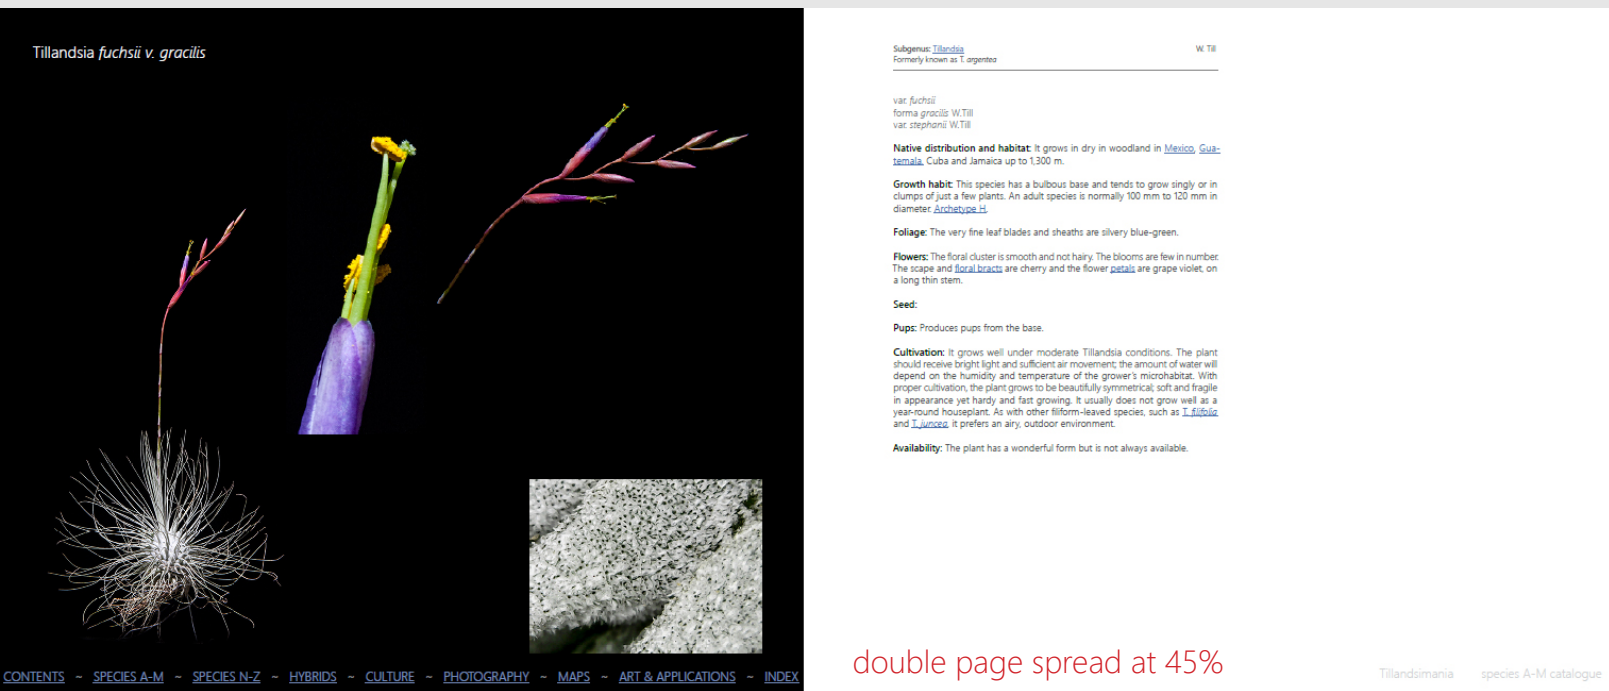 Tillandsia fuchsii v. gracilis
CONTENTS ~ SPECIES A-M ~ SPECIES N-Z ~ HYBRIDS ~ CULTURE ~ PHOTOGRAPHY ~ MAPS ~ ART & APPLICATIONS ~ INDEX
Subgenus: Tillandsia W. Till
Formerly known as T. argentea
var. fuchsii
forma gracilis W.Till
var. stephanii W.Till
Native distribution and habitat: It grows in dry in woodland in Mexico, Gua-
temala, Cuba and Jamaica up to 1,300 m.
Growth habit: This species has a bulbous base and tends to grow singly or in
clumps of just a few plants. An adult species is normally 100 mm to 120 mm in
diameter. Archetype H.
Foliage: The very fine leaf blades and sheaths are silvery blue-green.
Flowers: The floral cluster is smooth and not hairy. The blooms are few in number.
The scape and floral bracts are cherry and the flower petals are grape violet, on
a long thin stem.
Seed:
Pups: Produces pups from the base.
Cultivation: It grows well under moderate Tillandsia conditions. The plant
should receive bright light and sufficient air movement; the amount of water will
depend on the humidity and temperature of the grower's microhabitat. With
proper cultivation, the plant grows to be beautifully symmetrical; soft and fragile
in appearance yet hardy and fast growing. It usually does not grow well as a
year-round houseplant. As with other filiform-leaved species, such as T. filifolia
and T. juncea, it prefers an airy, outdoor environment.
Availability: The plant has a wonderful form but is not always available.
double page spread at 45%
Tillandsimania species A-M catalogue